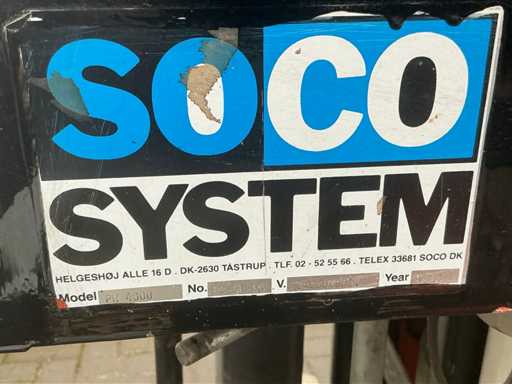 SOCO
SYSTEM
HELGESHØJ ALLE 16 D . DK-2630 TÅSTRUP . TLF. 02 - 52 55 66 . TELEX 33681 SOCO DK
Model No. V. Year